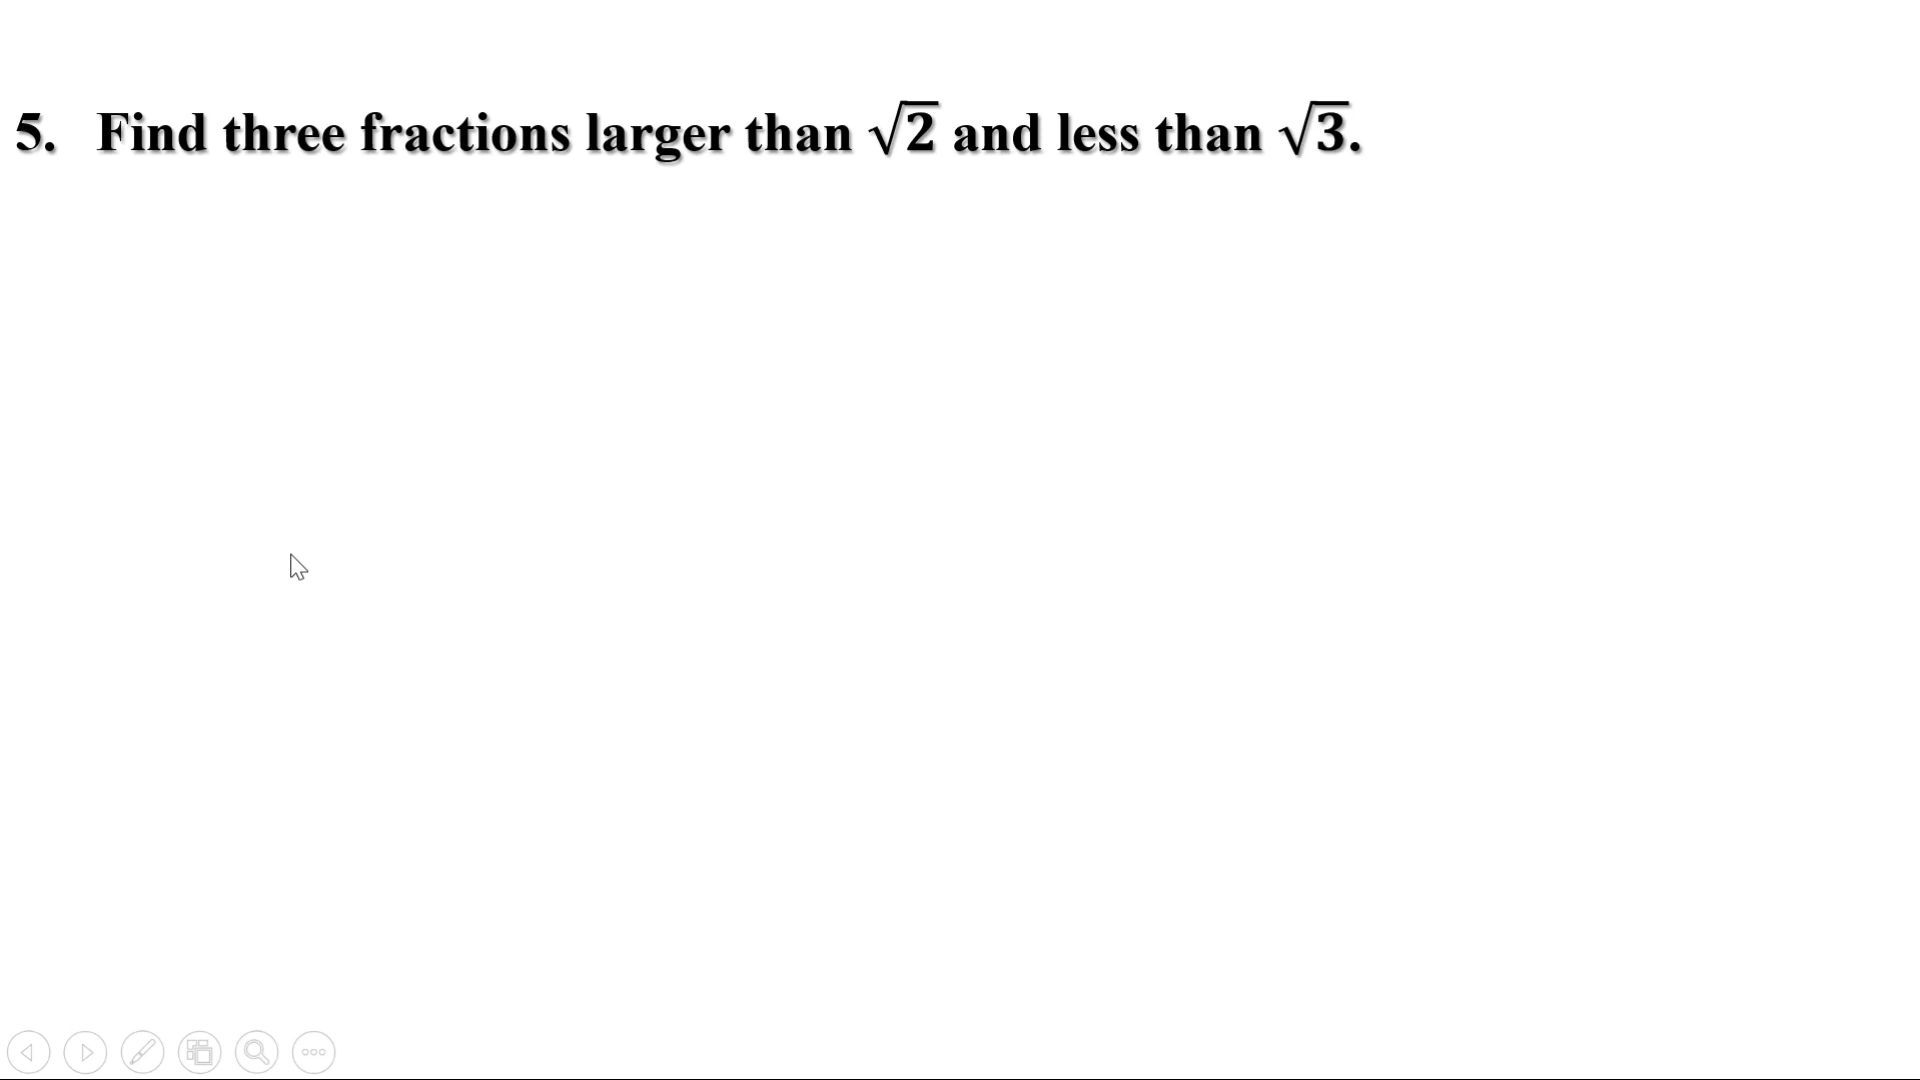 5. Find three fractions larger than √2 and less than √3.